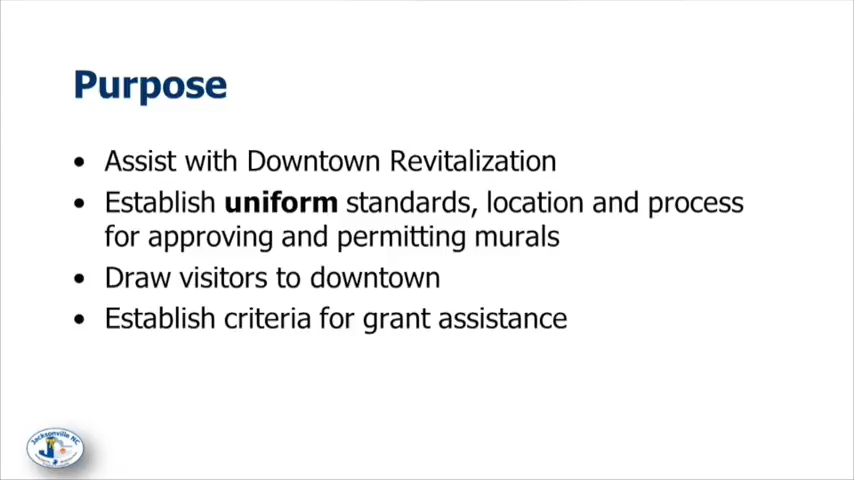 Purpose
• Assist with Downtown Revitalization
• Establish uniform standards, location and process
for approving and permitting murals
• Draw visitors to downtown
• Establish criteria for grant assistance
Jacksonville NC